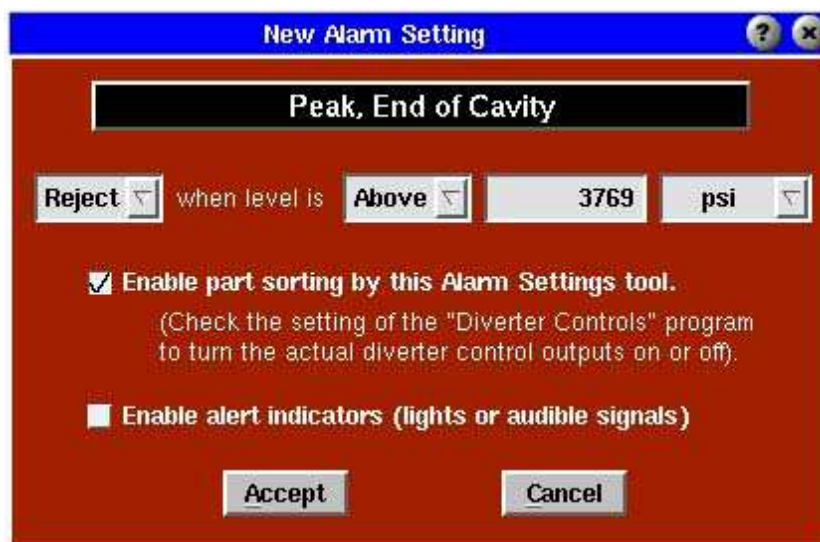 New Alarm Setting ? ×
Peak, End of Cavity
Reject when level is Above 3769 psi
Enable part sorting by this Alarm Settings tool.
(Check the setting of the "Diverter Controls" program
to turn the actual diverter control outputs on or off).
Enable alert indicators (lights or audible signals)
Accept Cancel